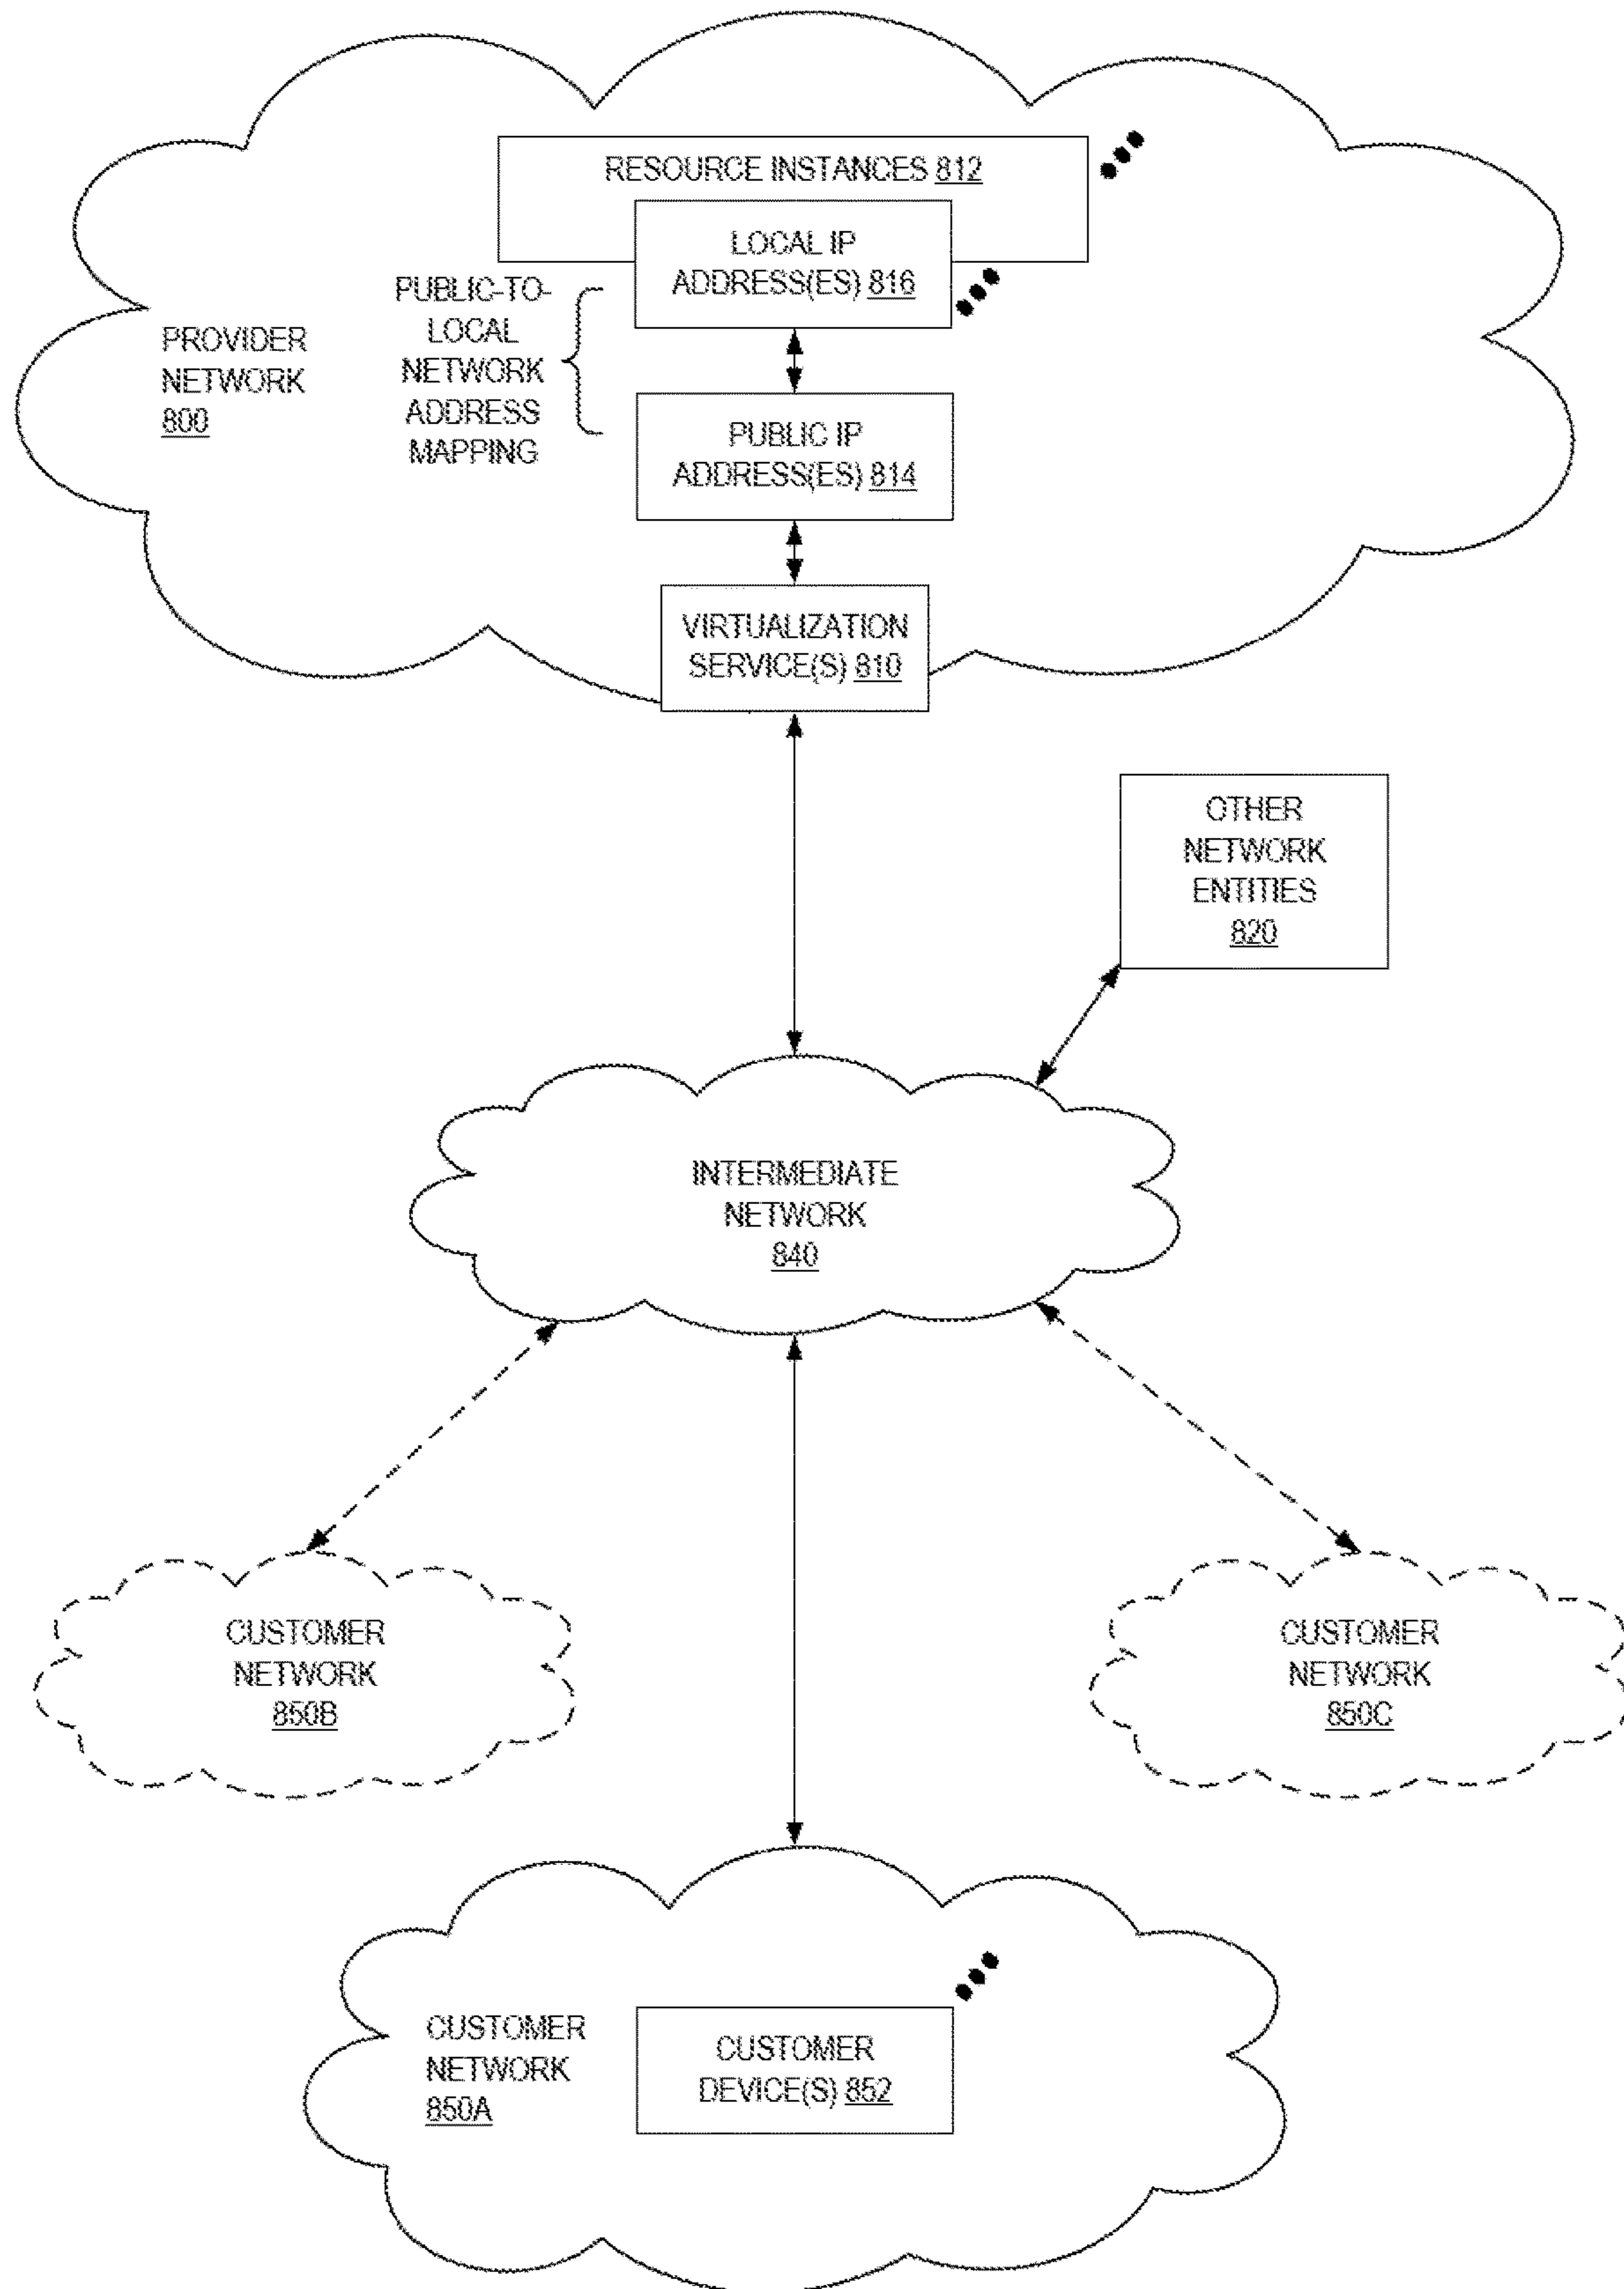 RESOURCE INSTANCES 812
LOCAL IP
ADDRESS(ES) 816
PUBLIC-TO-
LOCAL
NETWORK
ADDRESS
MAPPING
PROVIDER
NETWORK
800
PUBLIC IP
ADDRESS(ES) 814
VIRTUALIZATION
SERVICE(S) 810
OTHER
NETWORK
ENTITIES
820
INTERMEDIATE
NETWORK
840
CUSTOMER
NETWORK
850B
CUSTOMER
NETWORK
850C
CUSTOMER
NETWORK
850A
CUSTOMER
DEVICE(S) 852